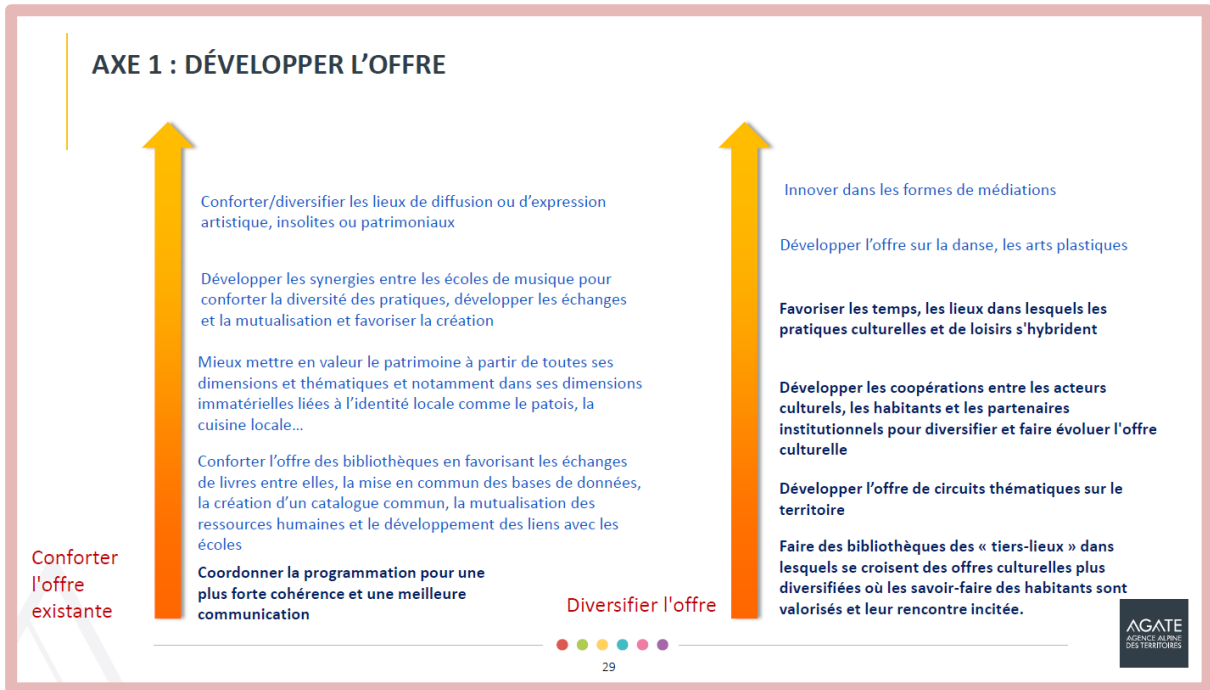 AXE 1 : DÉVELOPPER L’OFFRE
Conforter/diversifier les lieux de diffusion ou d’expression
artistique, insolites ou patrimoniaux
Développer les synergies entre les écoles de musique pour
conforter la diversité des pratiques, développer les échanges
et la mutualisation et favoriser la création
Mieux mettre en valeur le patrimoine à partir de toutes ses
dimensions et thématiques et notamment dans ses dimensions
immatérielles liées à l’identité locale comme le patois, la
cuisine locale…
Conforter l’offre des bibliothèques en favorisant les échanges
de livres entre elles, la mise en commun des bases de données,
la création d’un catalogue commun, la mutualisation des
ressources humaines et le développement des liens avec les
écoles
Coordonner la programmation pour une
plus forte cohérence et une meilleure
communication
Conforter
l'offre
existante
Innover dans les formes de médiations
Développer l’offre sur la danse, les arts plastiques
Favoriser les temps, les lieux dans lesquels les
pratiques culturelles et de loisirs s'hybrident
Développer les coopérations entre les acteurs
culturels, les habitants et les partenaires
institutionnels pour diversifier et faire évoluer l'offre
culturelle
Développer l’offre de circuits thématiques sur le
territoire
Faire des bibliothèques des « tiers-lieux » dans
lesquels se croisent des offres culturelles plus
diversifiées où les savoir-faire des habitants sont
valorisés et leur rencontre incitée.
Diversifier l'offre
AGATE
AGENCE ALPINE
DES TERRITOIRES
29